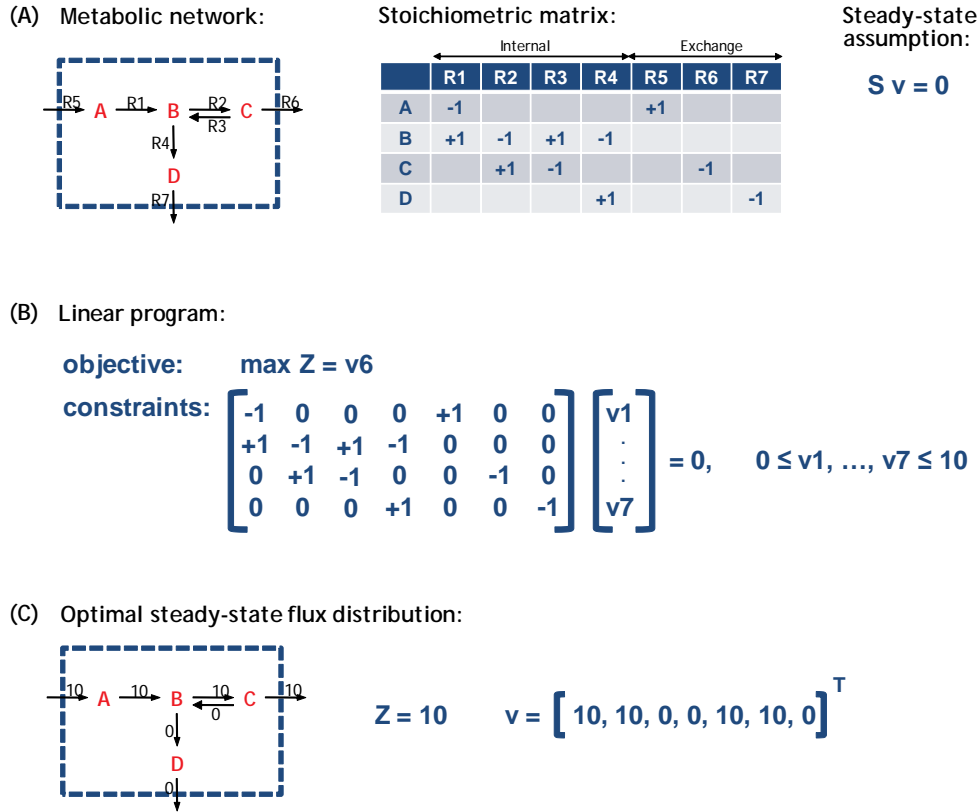 (A) Metabolic network:
Stoichiometric matrix:
Steady-state
assumption:
S v = 0
Internal Exchange
R1 R2 R3 R4 R5 R6 R7
A -1 +1
B +1 -1 +1 -1
C +1 -1 -1
D +1 -1
R5 A R1 B R2 C R6
R3
R4
D
R7
(B) Linear program:
objective: max Z = v6
constraints:
-1 0 0 0 +1 0 0
+1 -1 +1 -1 0 0 0
0 +1 -1 0 0 -1 0
0 0 0 +1 0 0 -1
v1
.
.
.
v7
= 0, 0 ≤ v1, ..., v7 ≤ 10
(C) Optimal steady-state flux distribution:
10 A 10 B 10 C 10
0
0
D
0
Z = 10 v = [ 10, 10, 0, 0, 10, 10, 0 ] T